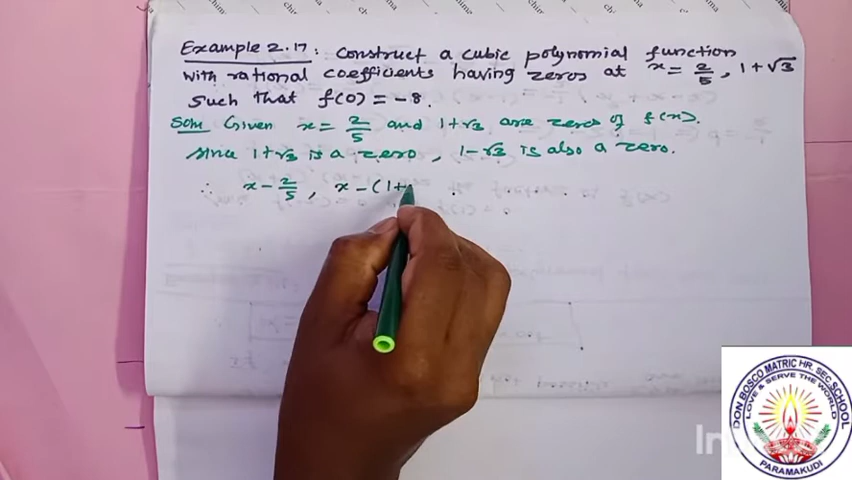 Example 2.17: Construct a cubic polynomial function
with rational coefficients having zeros at x = 2/5, 1+√3
such that f(0) = -8.
Soln Given x = 2/5 and 1+√3 are zeros of f(x).
Since 1+√3 is a zero, 1-√3 is also a zero.
∴ x - 2/5, x - (1+
DON BOSCO MATRIC HR. SEC. SCHOOL
LOVE & SERVE THE WORLD
PARAMAKUDI